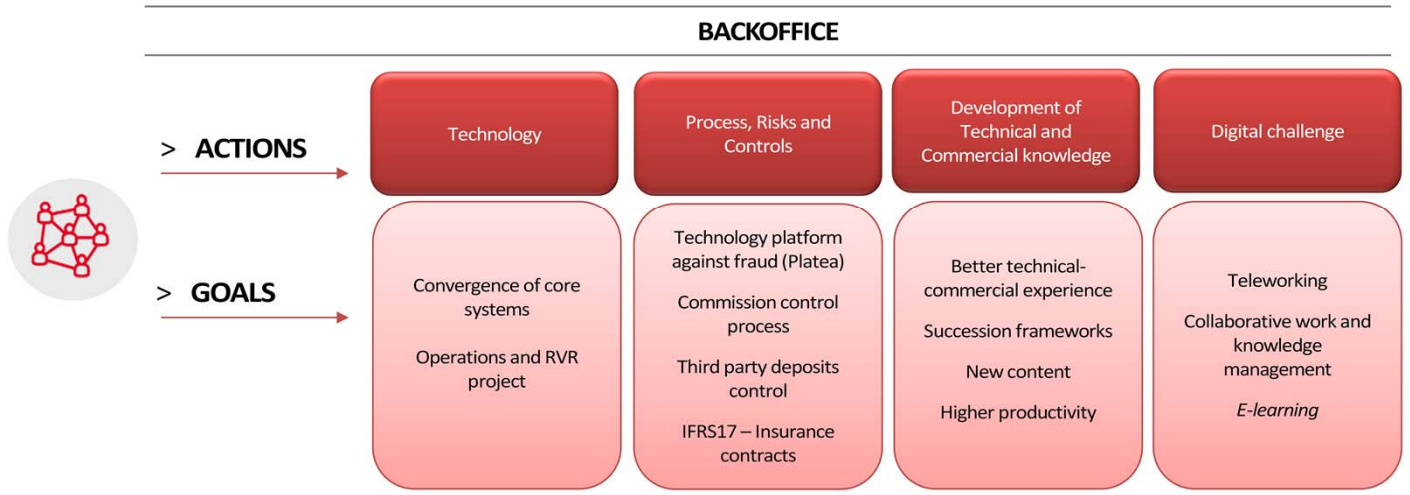 BACKOFFICE
> ACTIONS
Technology
Process, Risks and
Controls
Development of
Technical and
Commercial knowledge
Digital challenge
> GOALS
Convergence of core
systems
Operations and RVR
project
Technology platform
against fraud (Platea)
Commission control
process
Third party deposits
control
IFRS17 – Insurance
contracts
Better technical-
commercial experience
Succession frameworks
New content
Higher productivity
Teleworking
Collaborative work and
knowledge
management
E-learning